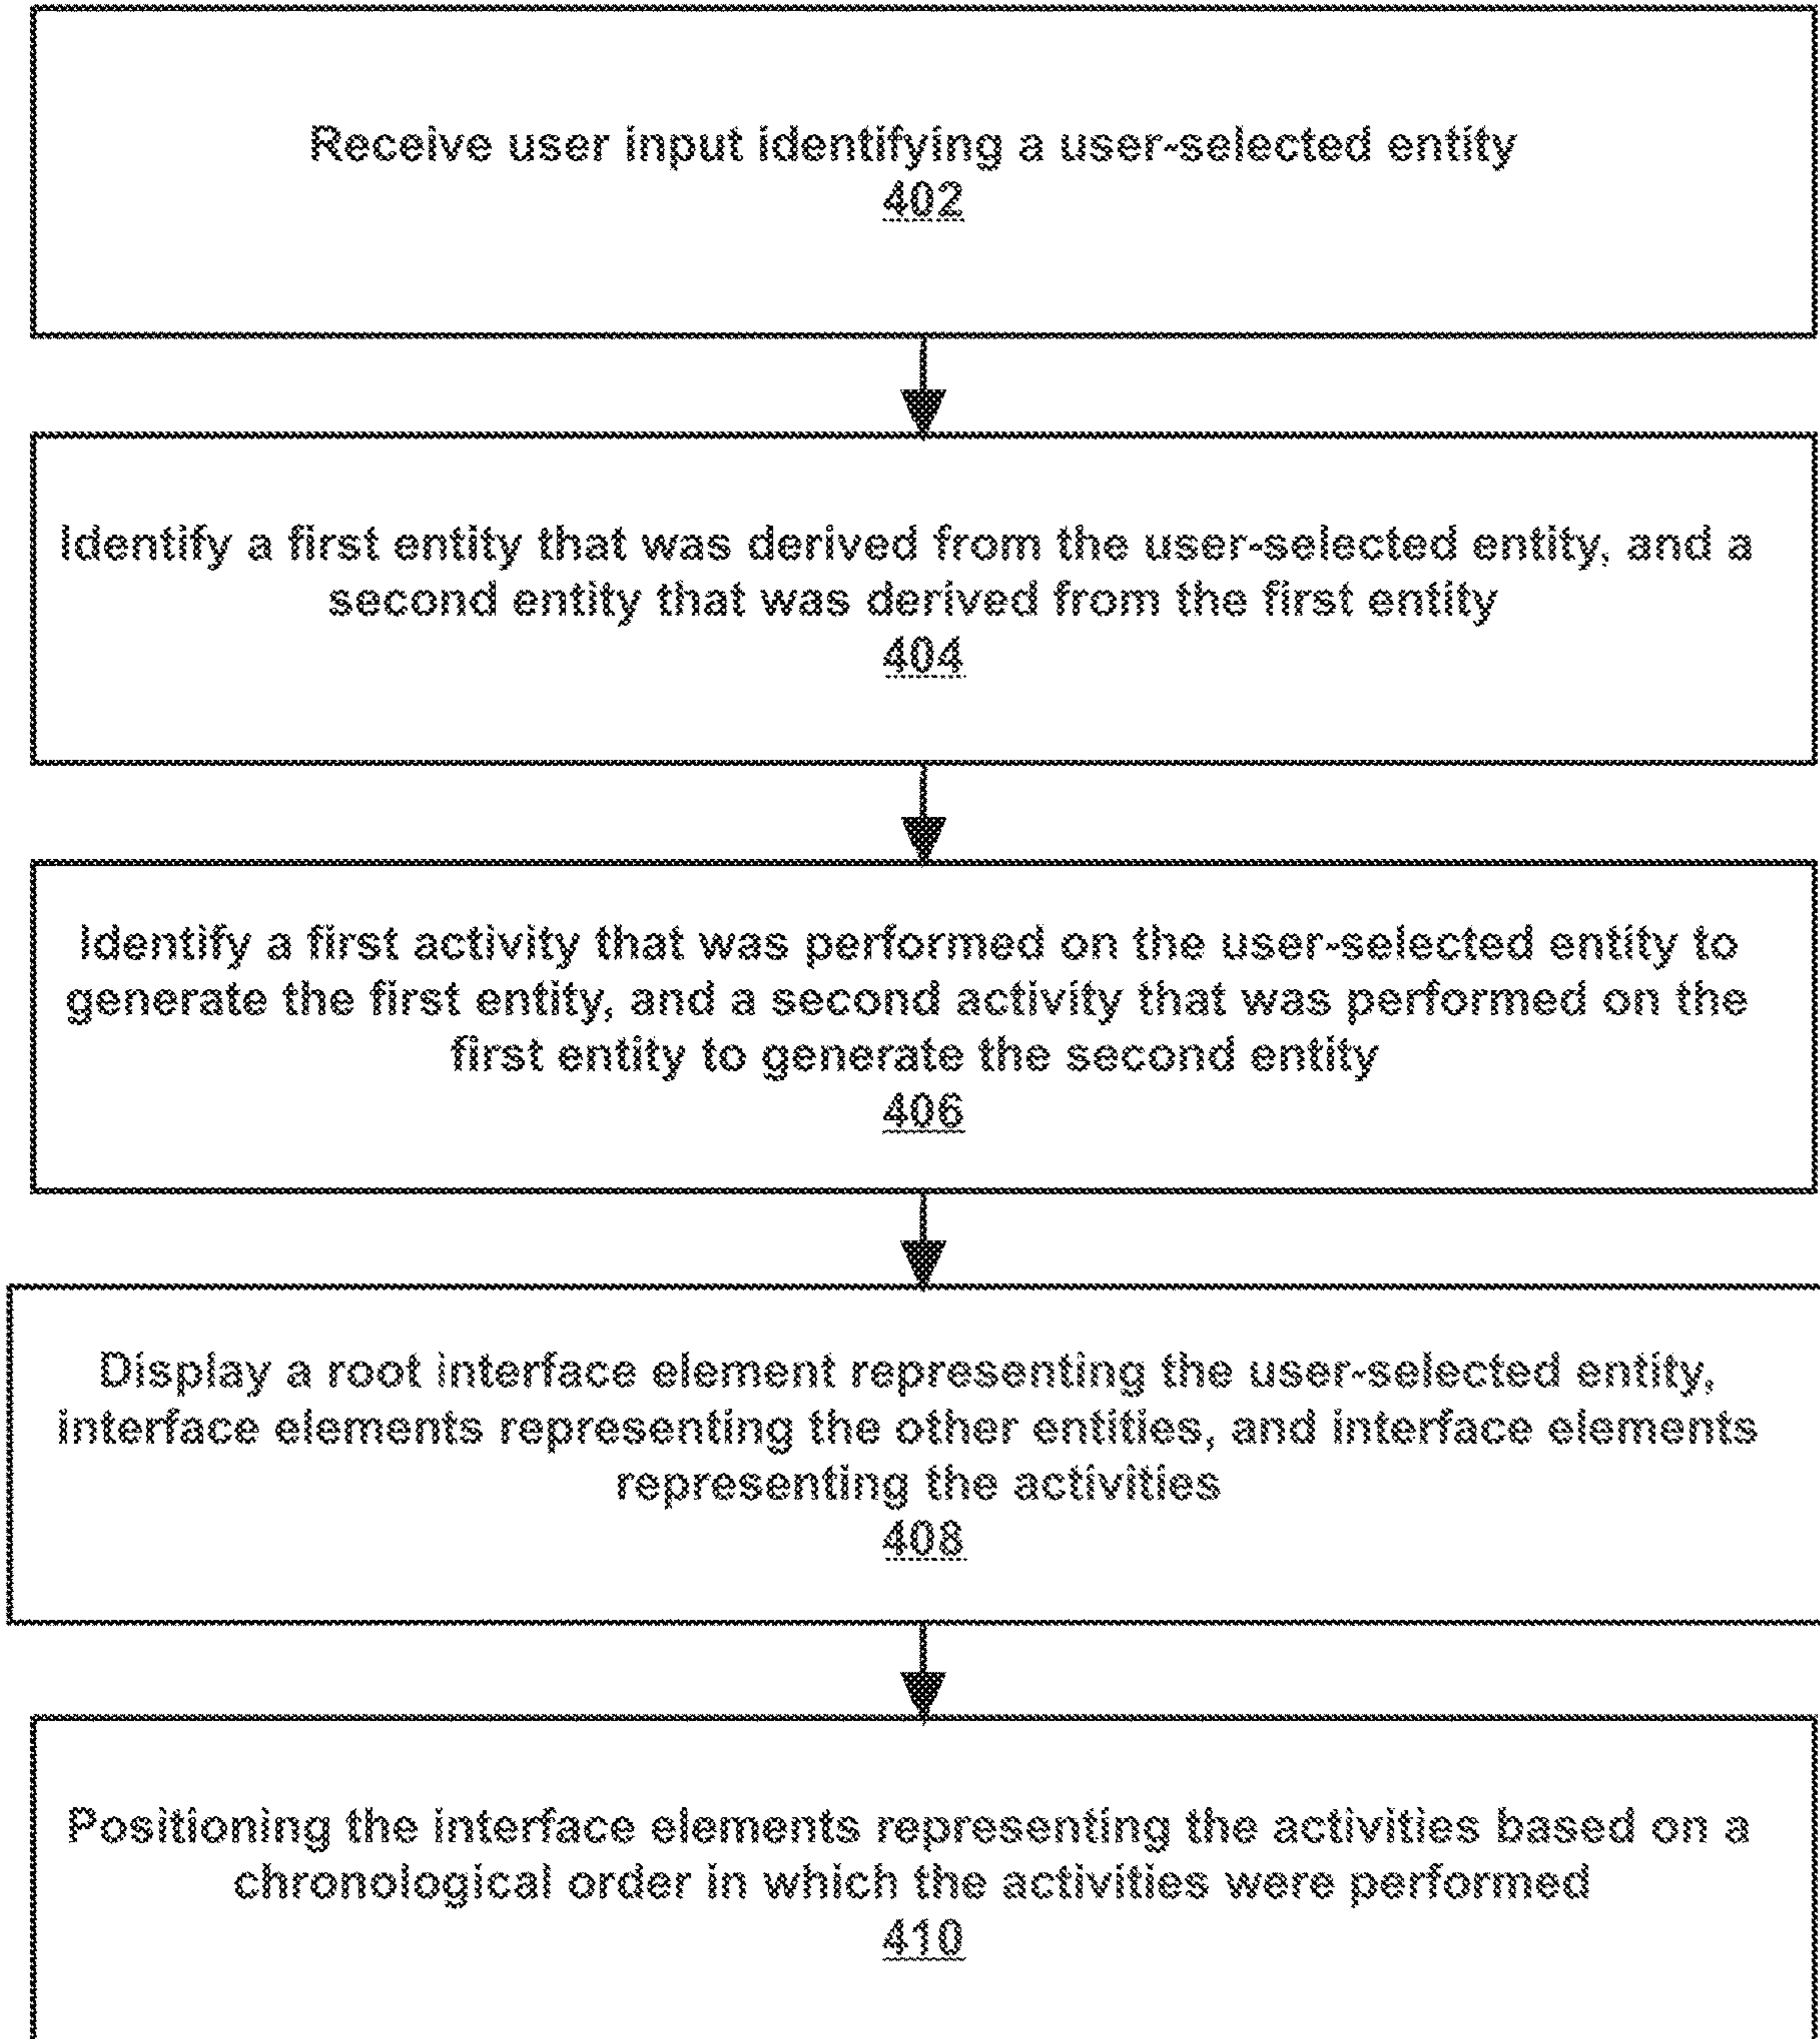 Receive user input identifying a user-selected entity
402
Identify a first entity that was derived from the user-selected entity, and a
second entity that was derived from the first entity
404
Identify a first activity that was performed on the user-selected entity to
generate the first entity, and a second activity that was performed on the
first entity to generate the second entity
406
Display a root interface element representing the user-selected entity,
interface elements representing the other entities, and interface elements
representing the activities
408
Positioning the interface elements representing the activities based on a
chronological order in which the activities were performed
410